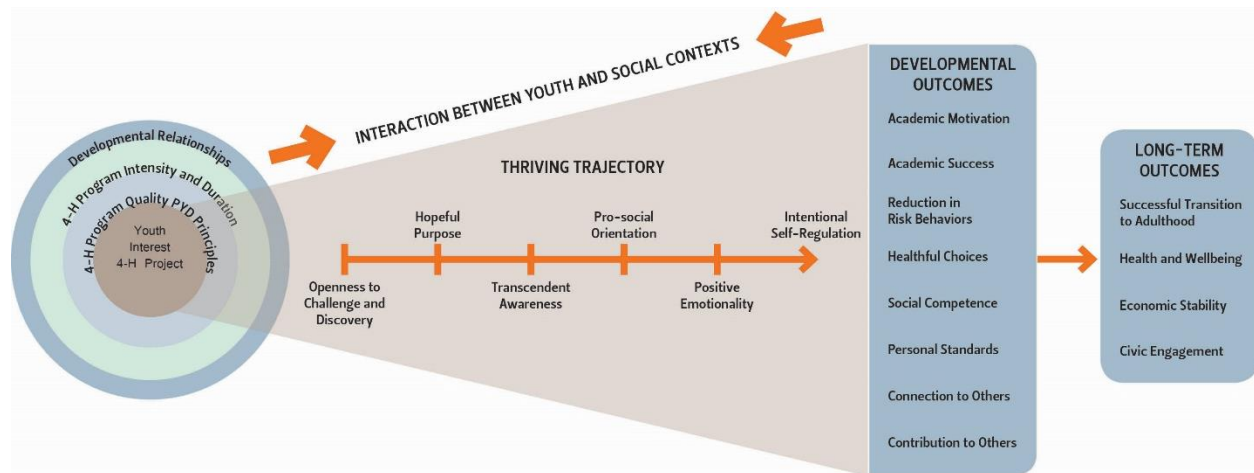 Developmental Relationships
4-H Program Intensity and Duration
4-H Program Quality PYD Principles
Youth
Interest
4-H Project
INTERACTION BETWEEN YOUTH AND SOCIAL CONTEXTS
THRIVING TRAJECTORY
Openness to
Challenge and
Discovery
Hopeful
Purpose
Transcendent
Awareness
Pro-social
Orientation
Positive
Emotionality
Intentional
Self-Regulation
DEVELOPMENTAL
OUTCOMES
Academic Motivation
Academic Success
Reduction in
Risk Behaviors
Healthful Choices
Social Competence
Personal Standards
Connection to Others
Contribution to Others
LONG-TERM
OUTCOMES
Successful Transition
to Adulthood
Health and Wellbeing
Economic Stability
Civic Engagement